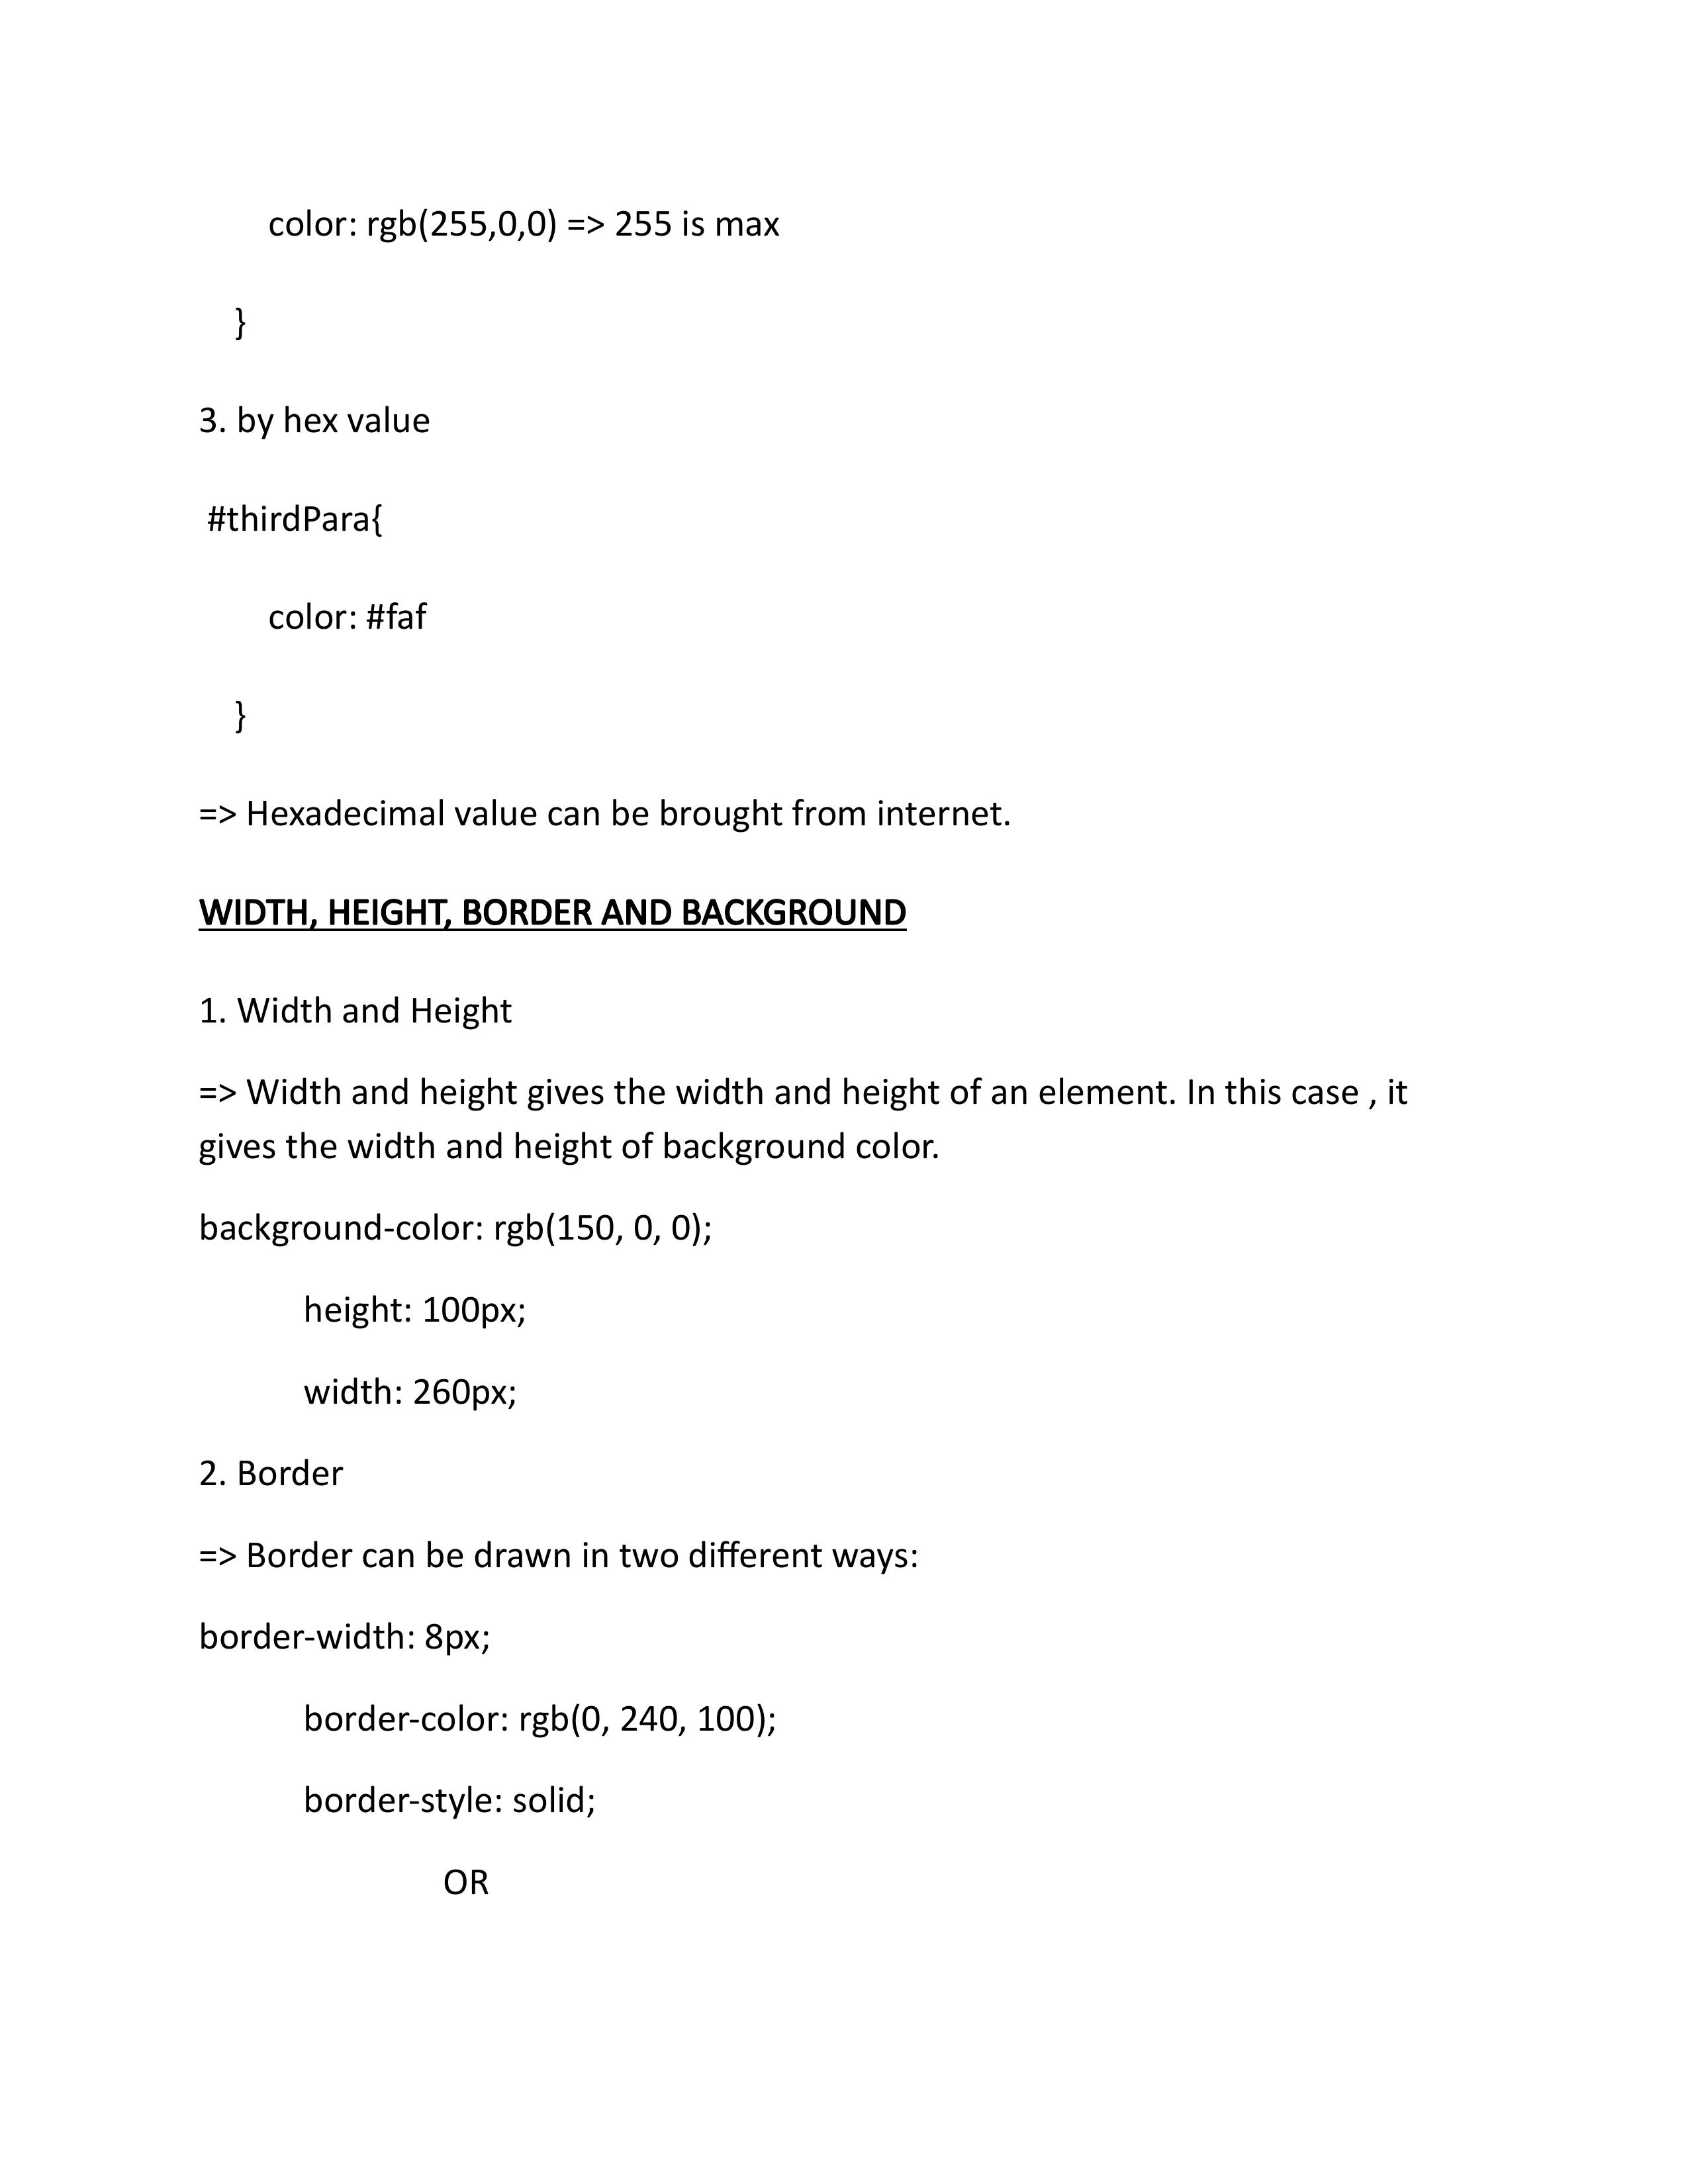 color: rgb(255,0,0) => 255 is max
}
3. by hex value
#thirdPara{
color: #faf
}
=> Hexadecimal value can be brought from internet.
WIDTH, HEIGHT, BORDER AND BACKGROUND
1. Width and Height
=> Width and height gives the width and height of an element. In this case , it
gives the width and height of background color.
background-color: rgb(150, 0, 0);
height: 100px;
width: 260px;
2. Border
=> Border can be drawn in two different ways:
border-width: 8px;
border-color: rgb(0, 240, 100);
border-style: solid;
OR